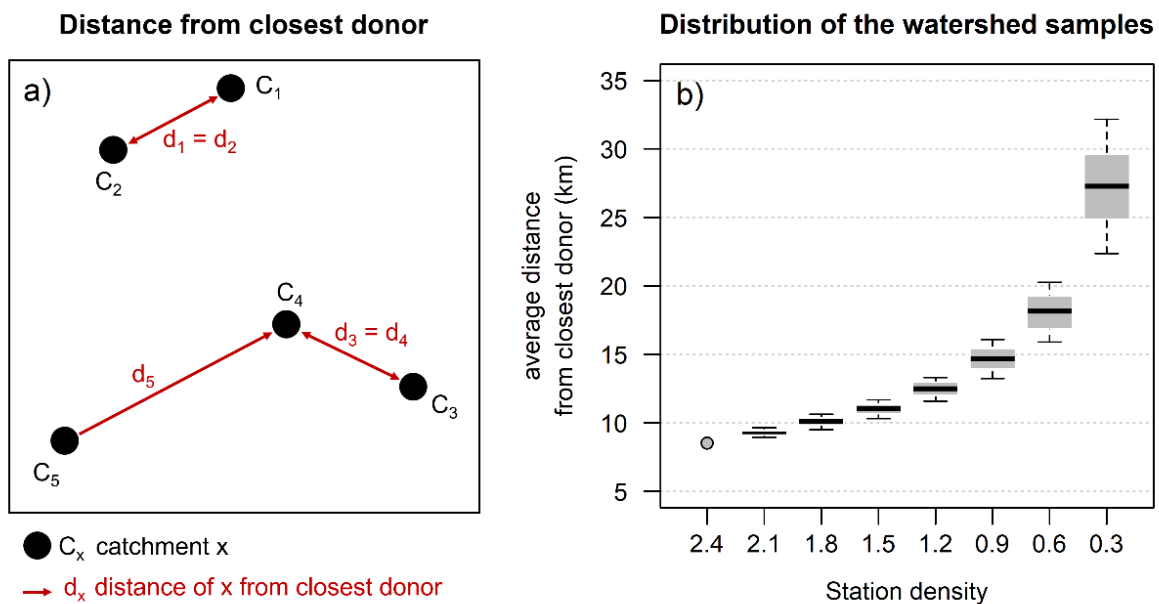 Distance from closest donor
a)
C1
d1 = d2
C2
C4
d3 = d4
d5
C3
C5
Cx catchment x
dx distance of x from closest donor
Distribution of the watershed samples
b)
average distance
from closest donor (km)
35
30
25
20
15
10
5
2.4 2.1 1.8 1.5 1.2 0.9 0.6 0.3
Station density